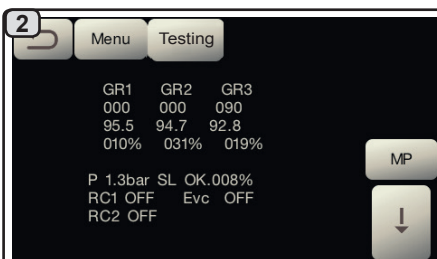 2
Menu Testing
GR1 GR2 GR3
000 000 090
95.5 94.7 92.8
010% 031% 019%
MP
P 1.3bar SL OK.008%
RC1 OFF Evc OFF
RC2 OFF